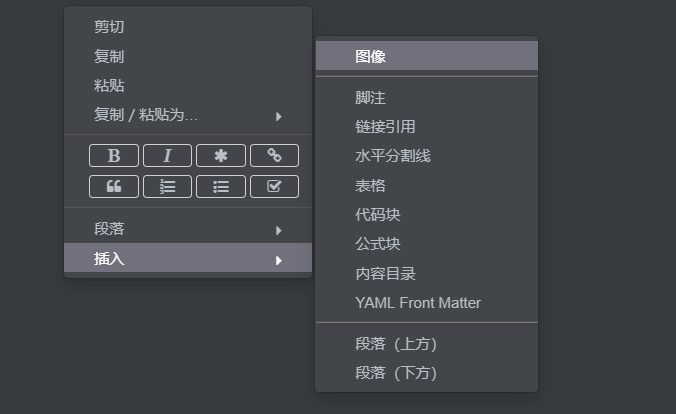 剪切
复制
粘贴
复制 / 粘贴为...
B I
段落
插入
图像
脚注
链接引用
水平分割线
表格
代码块
公式块
内容目录
YAML Front Matter
段落（上方）
段落（下方）